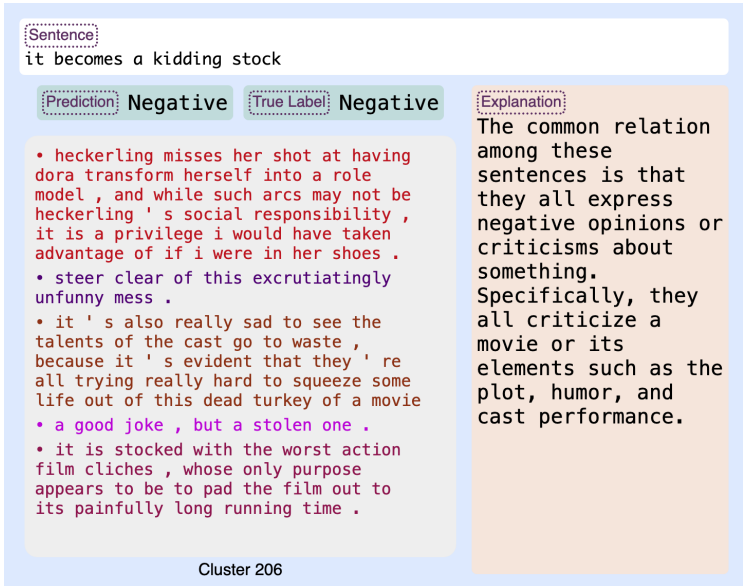 Sentence
it becomes a kidding stock
Prediction Negative True Label Negative
• heckerling misses her shot at having
dora transform herself into a role
model , and while such arcs may not be
heckerling ' s social responsibility ,
it is a privilege i would have taken
advantage of if i were in her shoes .
• steer clear of this excrutiatingly
unfunny mess .
• it ' s also really sad to see the
talents of the cast go to waste ,
because it ' s evident that they ' re
all trying really hard to squeeze some
life out of this dead turkey of a movie
• a good joke , but a stolen one .
• it is stocked with the worst action
film cliches , whose only purpose
appears to be to pad the film out to
its painfully long running time .
Cluster 206
Explanation
The common relation
among these
sentences is that
they all express
negative opinions or
criticisms about
something.
Specifically, they
all criticize a
movie or its
elements such as the
plot, humor, and
cast performance.